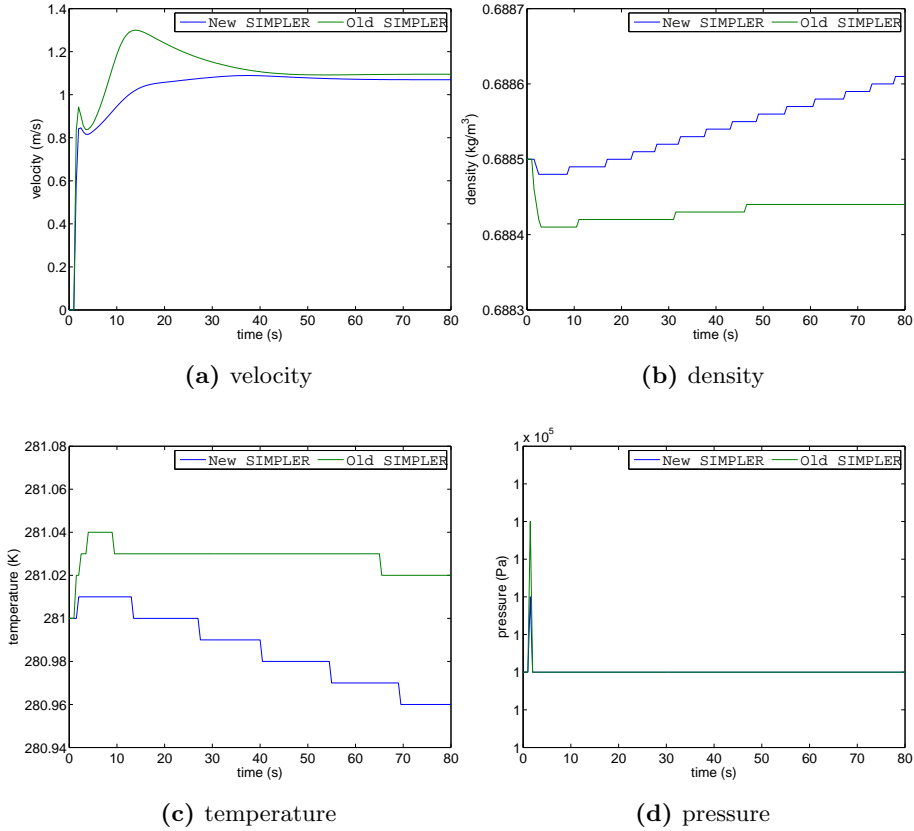 1.4
1.2
1
0.8
0.6
0.4
0.2
0
velocity (m/s)
New SIMPLER Old SIMPLER
0 10 20 30 40 50 60 70 80
time (s)
(a) velocity
0.6887
0.6886
0.6885
0.6884
0.6883
density (kg/m³)
New SIMPLER Old SIMPLER
0 10 20 30 40 50 60 70 80
time (s)
(b) density
281.08
281.06
281.04
281.02
281
280.98
280.96
280.94
temperature (K)
New SIMPLER Old SIMPLER
0 10 20 30 40 50 60 70 80
time (s)
(c) temperature
x 10⁵
1
1
1
1
1
1
1
1
1
pressure (Pa)
New SIMPLER Old SIMPLER
0 10 20 30 40 50 60 70 80
time (s)
(d) pressure